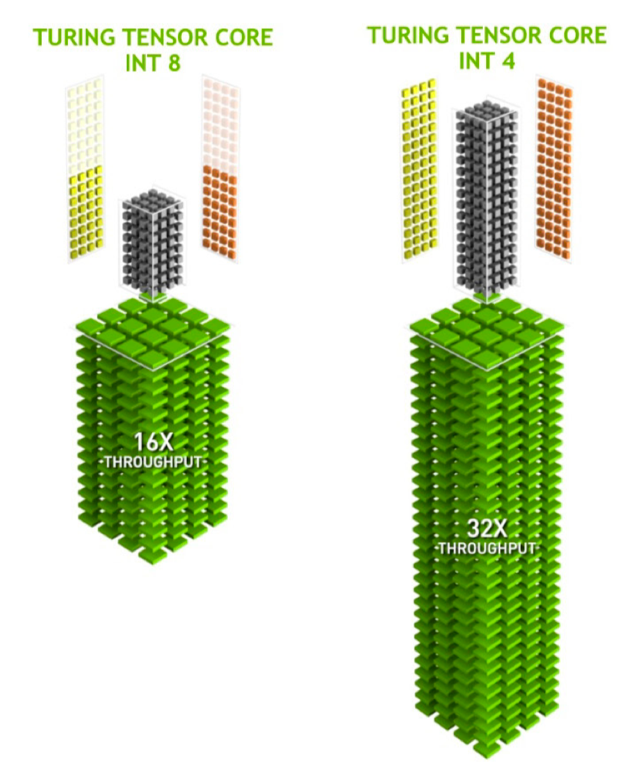 TURING TENSOR CORE
INT 8
16X
THROUGHPUT
TURING TENSOR CORE
INT 4
32X
THROUGHPUT